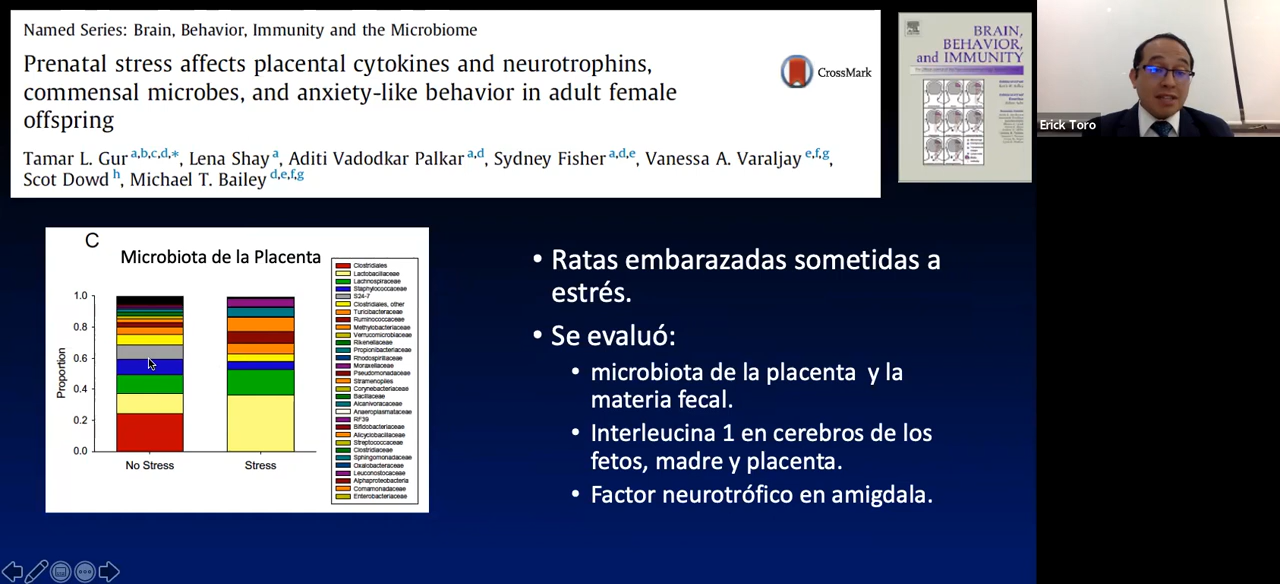 Named Series: Brain, Behavior, Immunity and the Microbiome
Prenatal stress affects placental cytokines and neurotrophins,
commensal microbes, and anxiety-like behavior in adult female
offspring
CrossMark
Tamar L. Gur a,b,c,d,*, Lena Shay a, Aditi Vadodkar Palkar a,d, Sydney Fisher a,d,e, Vanessa A. Varaljay e,f,g,
Scot Dowd h, Michael T. Bailey d,e,f,g
BRAIN,
BEHAVIOR,
and IMMUNITY
Erick Toro
C
Microbiota de la Placenta
Proportion
1.0
0.8
0.6
0.4
0.2
0.0
No Stress
Stress
Clostridiales
Lactobacillaceae
Lachnospiraceae
Staphylococcaceae
S24-7
Clostridiales, other
Turicibacteraceae
Ruminococcaceae
Methylobacteriaceae
Verrucomicrobiaceae
Rikenellaceae
Propionibacteriaceae
Rhodospirillaceae
Moraxellaceae
Pseudomonadaceae
Stramenopiles
Corynebacteriaceae
Bacillaceae
Alcanivoracaceae
Anaeroplasmataceae
RF39
Bifidobacteriaceae
Alicyclobacillaceae
Streptococcaceae
Clostridiaceae
Sphingomonadaceae
Oxalobacteraceae
Leuconostocaceae
Alphaproteobacteria
Comamonadaceae
Enterobacteriaceae
• Ratas embarazadas sometidas a
estrés.
• Se evaluó:
• microbiota de la placenta y la
materia fecal.
• Interleucina 1 en cerebros de los
fetos, madre y placenta.
• Factor neurotrófico en amigdala.